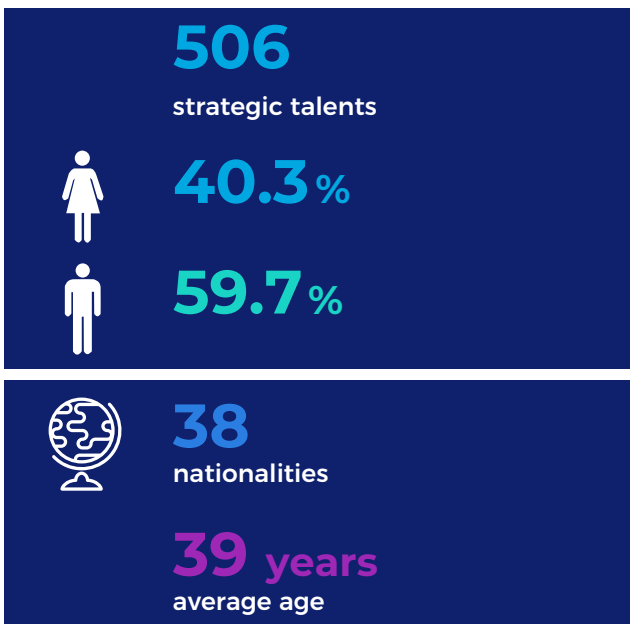 506
strategic talents
40.3 %
59.7 %
38
nationalities
39 years
average age